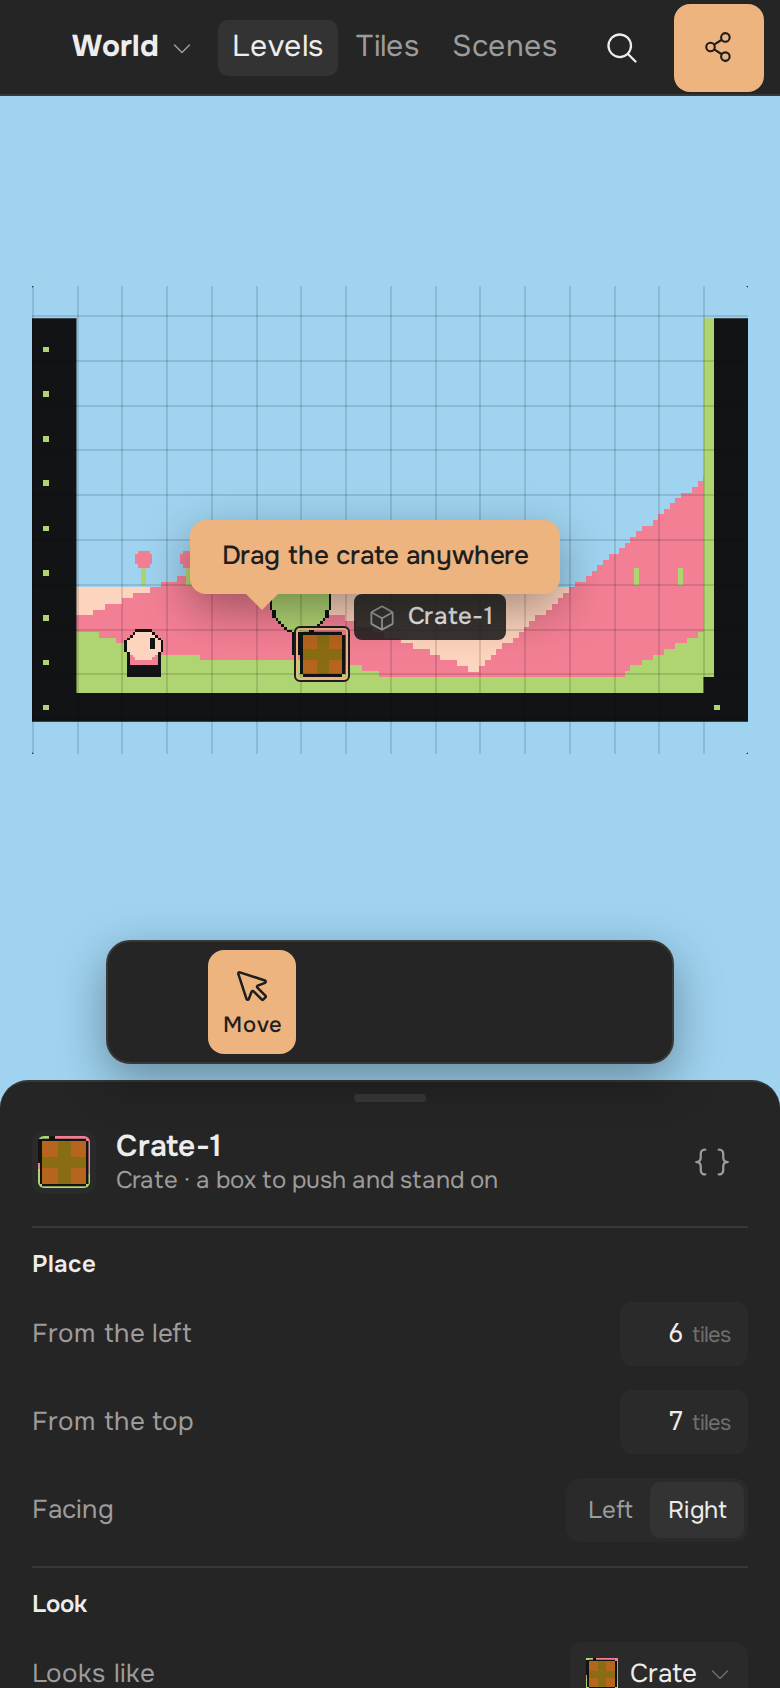 World
Levels
Tiles
Scenes
Drag the crate anywhere
Crate-1
Move
Crate-1
Crate · a box to push and stand on
{ }
Place
From the left
6 tiles
From the top
7 tiles
Facing
Left
Right
Look
Looks like
Crate